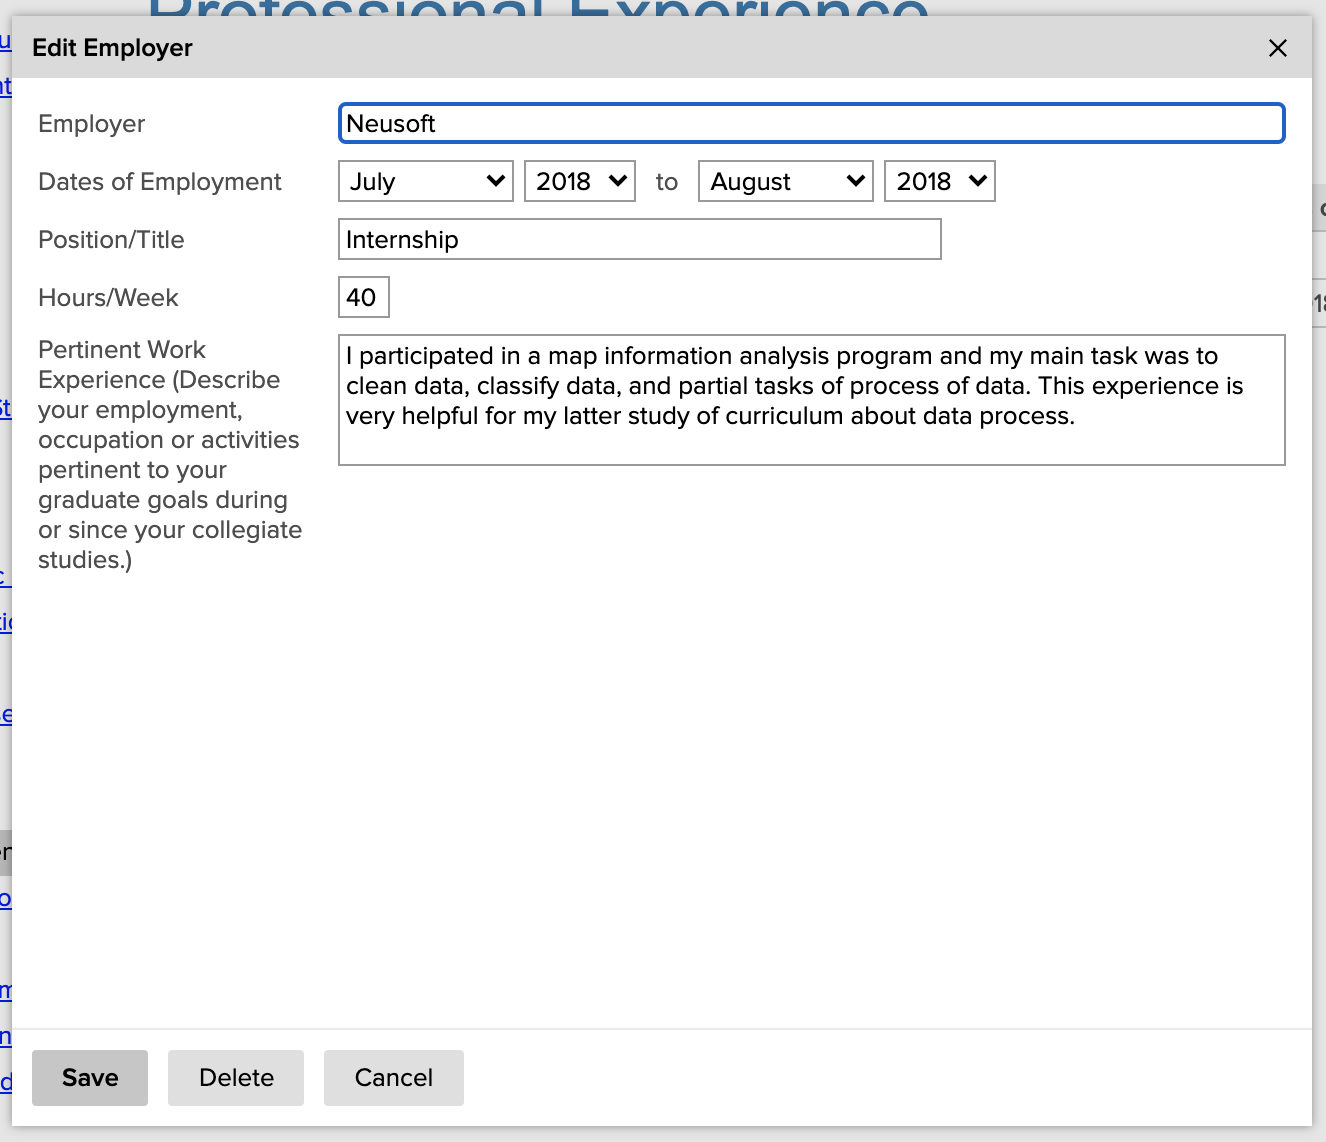 Professional Experience
Edit Employer
Employer
Neusoft
Dates of Employment
July 2018 to August 2018
Position/Title
Internship
Hours/Week
40
Pertinent Work
Experience (Describe
your employment,
occupation or activities
pertinent to your
graduate goals during
or since your collegiate
studies.)
I participated in a map information analysis program and my main task was to
clean data, classify data, and partial tasks of process of data. This experience is
very helpful for my latter study of curriculum about data process.
Save Delete Cancel